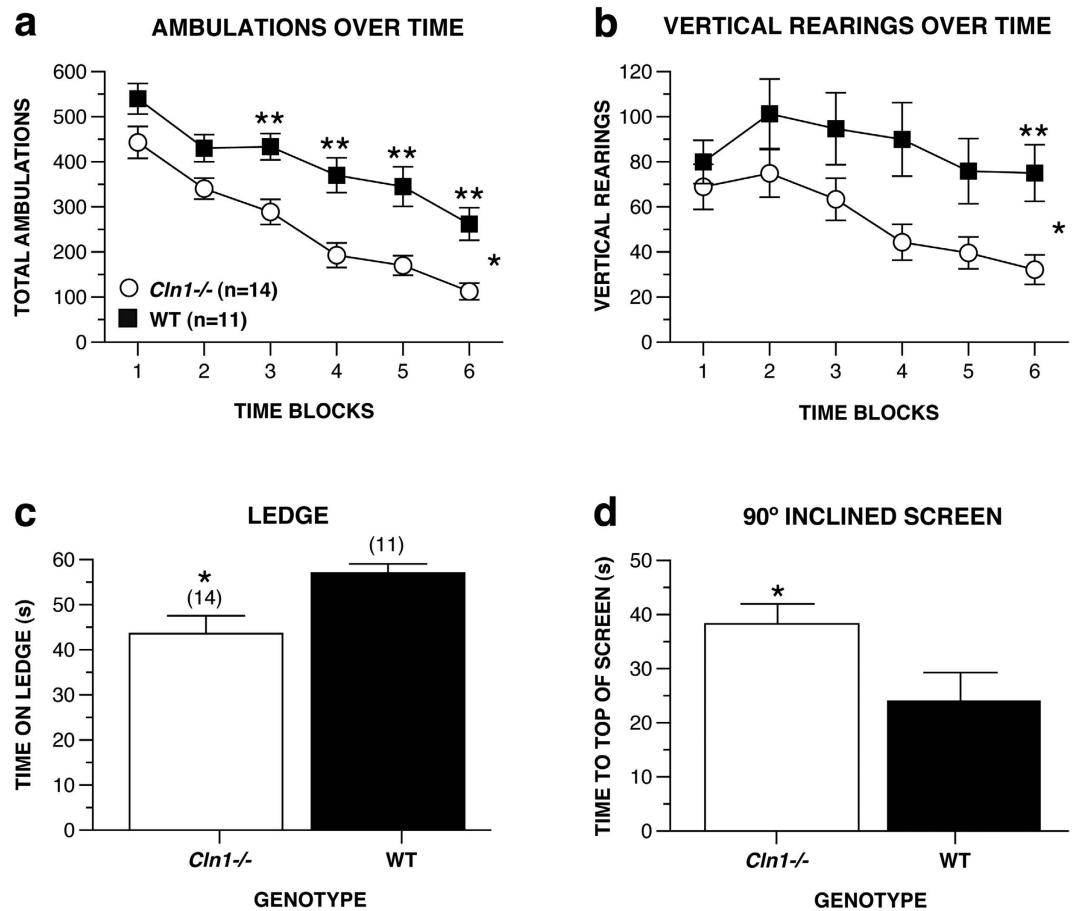 a
AMBULATIONS OVER TIME
TOTAL AMBULATIONS
600
500
400
300
200
100
0
**
**
**
**
*
Cln1-/- (n=14)
WT (n=11)
1 2 3 4 5 6
TIME BLOCKS
b
VERTICAL REARINGS OVER TIME
VERTICAL REARINGS
120
100
80
60
40
20
0
**
*
1 2 3 4 5 6
TIME BLOCKS
c
LEDGE
TIME ON LEDGE (s)
60
50
40
30
20
10
0
*
(14)
(11)
Cln1-/- WT
GENOTYPE
d
90º INCLINED SCREEN
TIME TO TOP OF SCREEN (s)
50
40
30
20
10
0
*
Cln1-/- WT
GENOTYPE